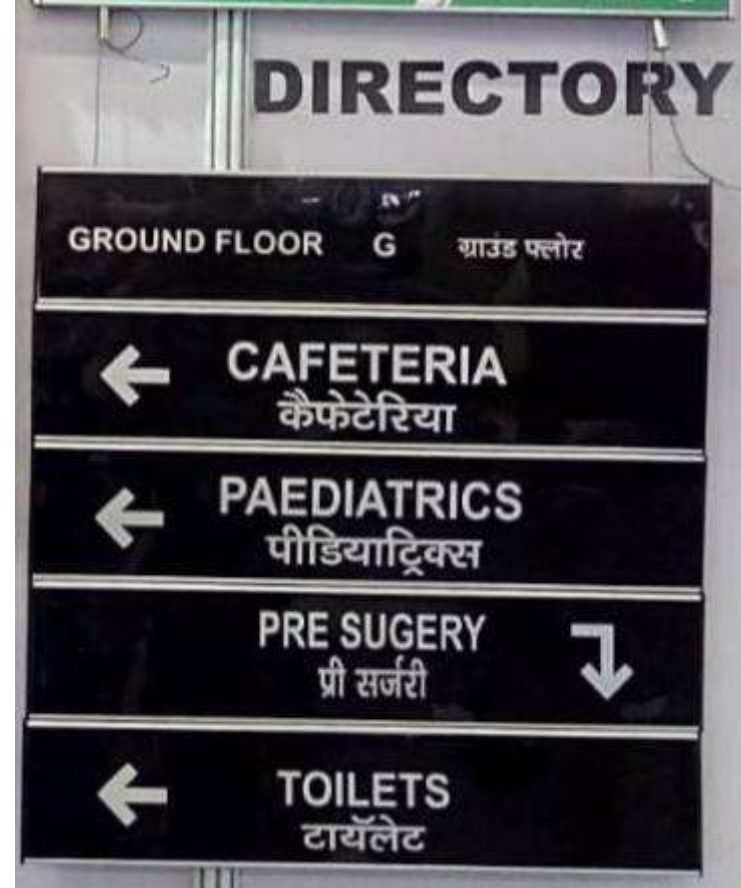 DIRECTORY
GROUND FLOOR G ग्राउंड फ्लोर
CAFETERIA
कैफेटेरिया
PAEDIATRICS
पीडियाट्रिक्स
PRE SUGERY
प्री सर्जरी
TOILETS
टायॅलेट